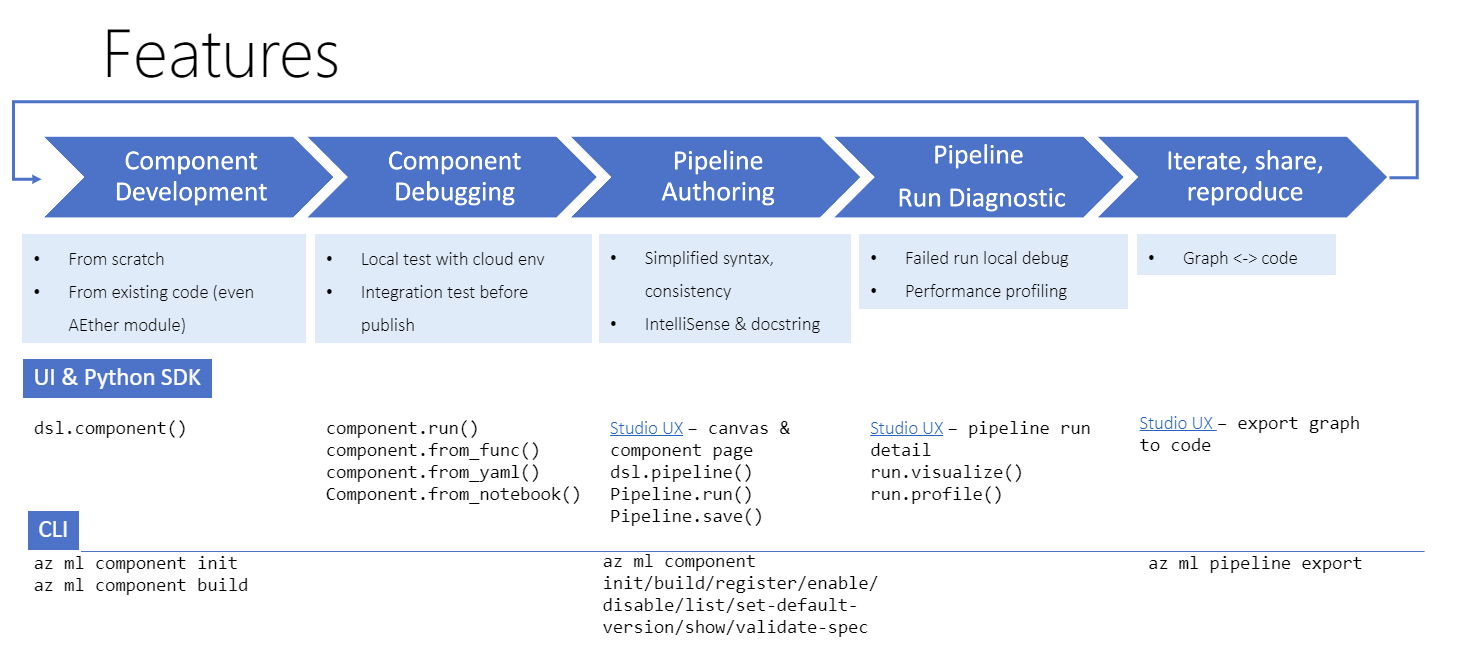 Features
Component
Development
Component
Debugging
Pipeline
Authoring
Pipeline
Run Diagnostic
Iterate, share,
reproduce
• From scratch
• From existing code (even
AEther module)
• Local test with cloud env
• Integration test before
publish
• Simplified syntax,
consistency
• IntelliSense & docstring
• Failed run local debug
• Performance profiling
• Graph <-> code
UI & Python SDK
dsl.component()
component.run()
component.from_func()
component.from_yaml()
Component.from_notebook()
Studio UX – canvas &
component page
dsl.pipeline()
Pipeline.run()
Pipeline.save()
Studio UX – pipeline run
detail
run.visualize()
run.profile()
Studio UX – export graph
to code
CLI
az ml component init
az ml component build
az ml component
init/build/register/enable/
disable/list/set-default-
version/show/validate-spec
az ml pipeline export